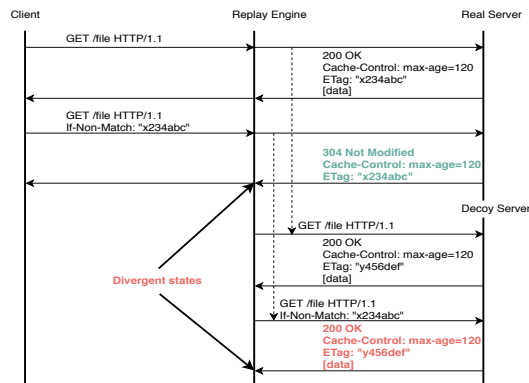 Client
Replay Engine
Real Server
GET /file HTTP/1.1
200 OK
Cache-Control: max-age=120
ETag: "x234abc"
[data]
GET /file HTTP/1.1
If-Non-Match: "x234abc"
304 Not Modified
Cache-Control: max-age=120
ETag: "x234abc"
Decoy Server
GET /file HTTP/1.1
200 OK
Cache-Control: max-age=120
ETag: "y456def"
[data]
Divergent states
GET /file HTTP/1.1
If-Non-Match: "x234abc"
200 OK
Cache-Control: max-age=120
ETag: "y456def"
[data]